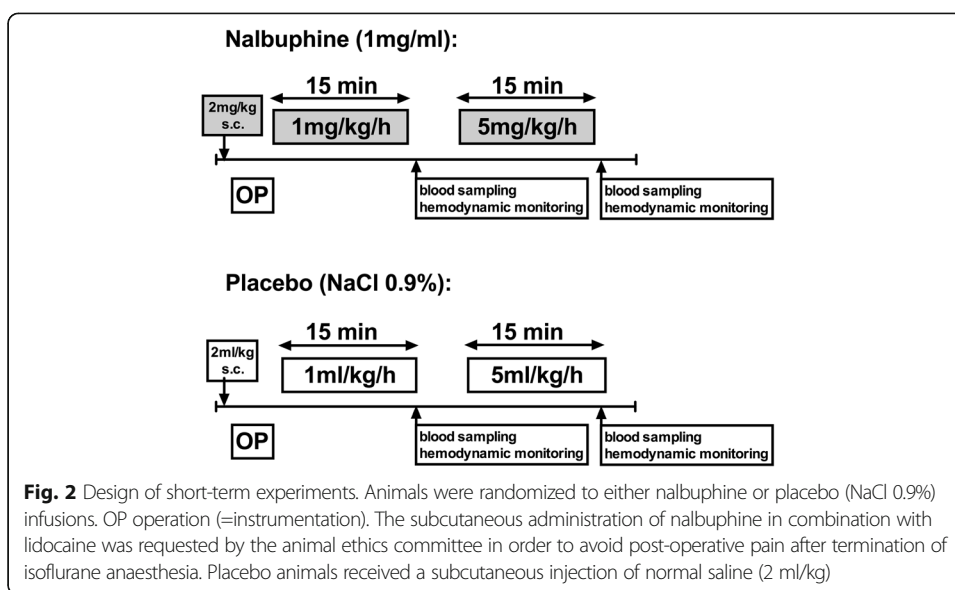 Nalbuphine (1mg/ml):
15 min
15 min
2mg/kg
s.c.
1mg/kg/h
5mg/kg/h
OP
blood sampling
hemodynamic monitoring
blood sampling
hemodynamic monitoring
Placebo (NaCl 0.9%):
15 min
15 min
2ml/kg
s.c.
1ml/kg/h
5ml/kg/h
OP
blood sampling
hemodynamic monitoring
blood sampling
hemodynamic monitoring
Fig. 2 Design of short-term experiments. Animals were randomized to either nalbuphine or placebo (NaCl 0.9%)
infusions. OP operation (=instrumentation). The subcutaneous administration of nalbuphine in combination with
lidocaine was requested by the animal ethics committee in order to avoid post-operative pain after termination of
isoflurane anaesthesia. Placebo animals received a subcutaneous injection of normal saline (2 ml/kg)